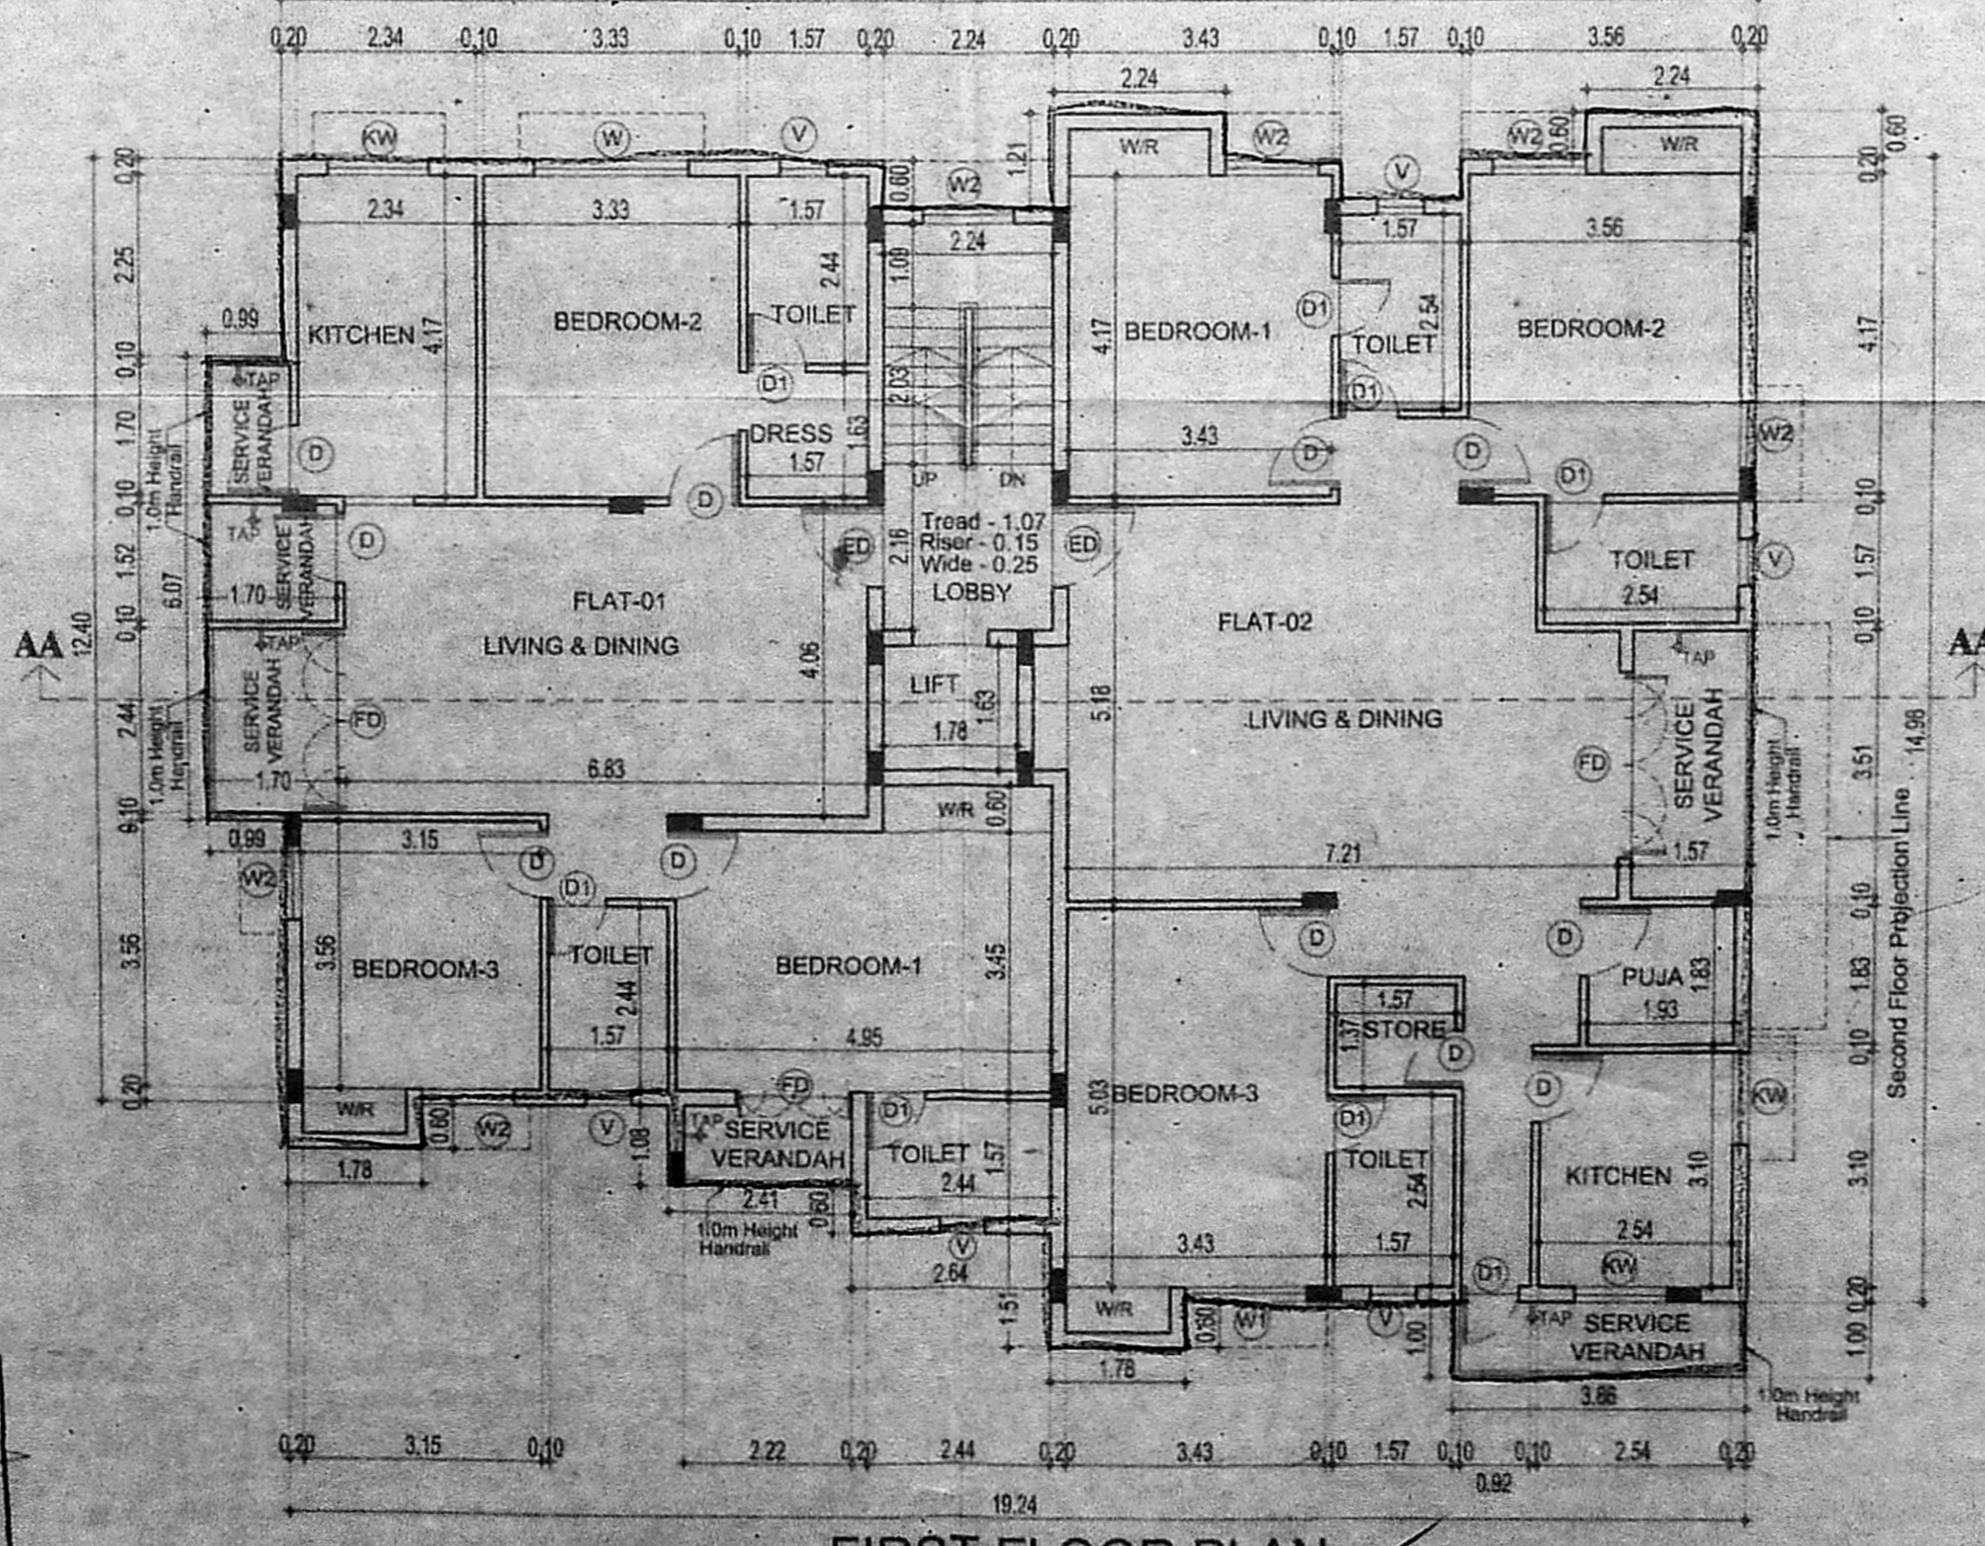 0.20 2.34 0.10 3.33 0.10 1.57 0.20 2.24 0.20 3.43 0.10 1.57 0.10 3.56 0.20
2.24 2.24
KW W V W2 W2 V W2 0.60
W/R W/R
0.60 1.21 0.60
0.20 0.20
2.34 3.33 1.57 2.24 1.57 3.56
2.25 2.44 1.09
KITCHEN 4.17 BEDROOM-2 TOILET 4.17 BEDROOM-1 D1 TOILET 2.54 BEDROOM-2 4.17
0.99
0.10
TAP
SERVICE
VERANDAH
D1 2.03 D1
1.70 D DRESS 1.63 3.43 D D W2
1.57
1.0m Height
Handrail
0.10 D UP DN D1 0.10
TAP
SERVICE
VERANDAH
D ED 2.16 ED
Tread - 1.07
Riser - 0.15
Wide - 0.25
LOBBY
1.52 6.07 1.70 TOILET V 1.57
2.54
FLAT-01 FLAT-02
0.10 0.10
AA 12.40 TAP LIVING & DINING 4.06 TAP AA
LIFT
1.63
1.78
5.18
SERVICE
VERANDAH
FD LIVING & DINING FD
SERVICE
VERANDAH
2.44 1.0m Height
Handrail
1.0m Height
Handrail
3.51 14.98
1.70 6.83
W/R 0.60
0.10
0.99 3.15 D D 7.21 1.57
W2 D1
0.10
Second Floor Projection Line
3.56 3.56 BEDROOM-3 TOILET BEDROOM-1 3.45 D D PUJA 1.83 1.83
2.44 1.93
1.57 4.95 1.57
1.37 STORE
D 0.10
0.20 FD D KW
W/R 0.60 W2 V 1.08 TAP SERVICE
VERANDAH
D1 5.03 BEDROOM-3 D1
TOILET 1.57 TOILET 2.54 KITCHEN 3.10 3.10
1.78 2.44
2.41 0.60
1.0m Height
Handrail
V 3.43 1.57 2.54
2.64 D1 KW
0.20
1.51 W/R 0.60 W1 V 1.00 TAP SERVICE
VERANDAH
1.00
1.78
3.86
1.0m Height
Handrail
0.20 3.15 0.10 2.22 0.20 2.44 0.20 3.43 0.10 1.57 0.10 0.10 2.54 0.20
0.92
19.24
FIRST FLOOR PLAN